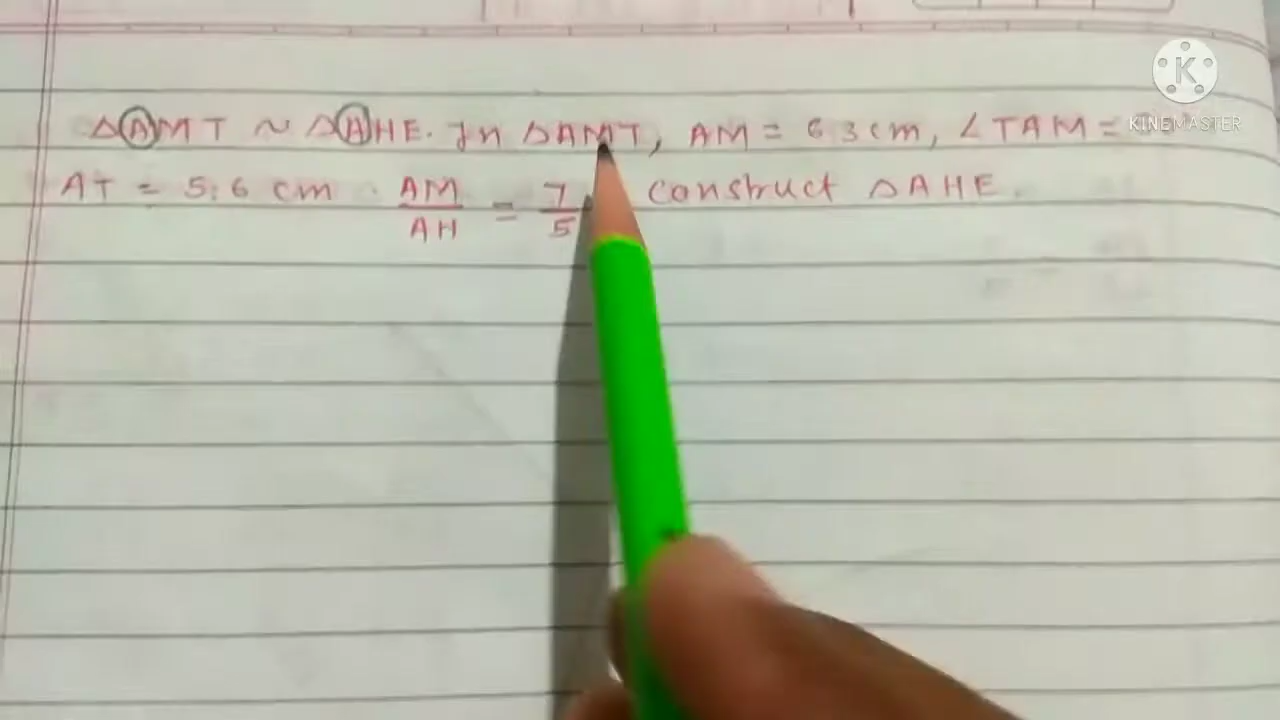 △AMT ~ △AHE. In △AMT, AM = 6.3 cm, ∠TAM =
AT = 5.6 cm. AM/AH = 7/5 construct △AHE.
KINEMASTER